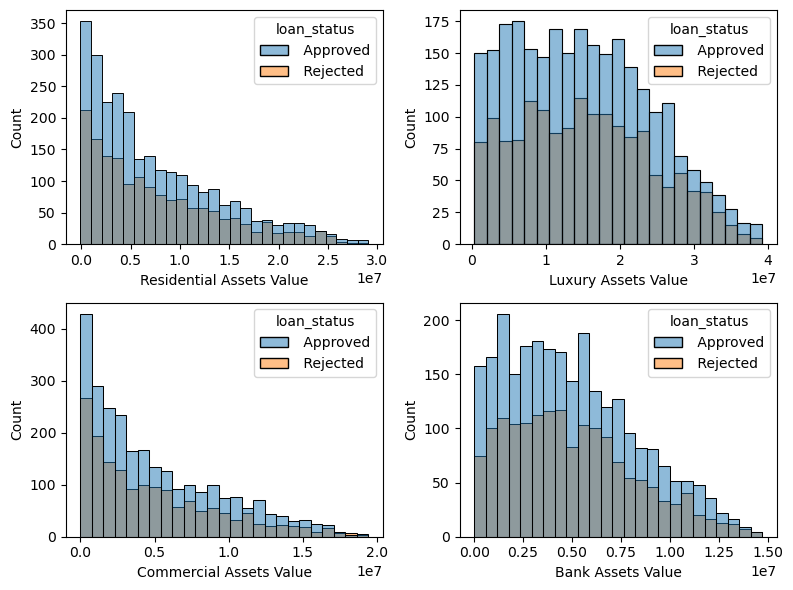 loan_status
Approved
Rejected
350
300
250
200
150
100
50
0
Count
0.0 0.5 1.0 1.5 2.0 2.5 3.0
1e7
Residential Assets Value
loan_status
Approved
Rejected
175
150
125
100
75
50
25
0
Count
0 1 2 3 4
1e7
Luxury Assets Value
loan_status
Approved
Rejected
400
300
200
100
0
Count
0.0 0.5 1.0 1.5 2.0
1e7
Commercial Assets Value
loan_status
Approved
Rejected
200
150
100
50
0
Count
0.00 0.25 0.50 0.75 1.00 1.25 1.50
1e7
Bank Assets Value